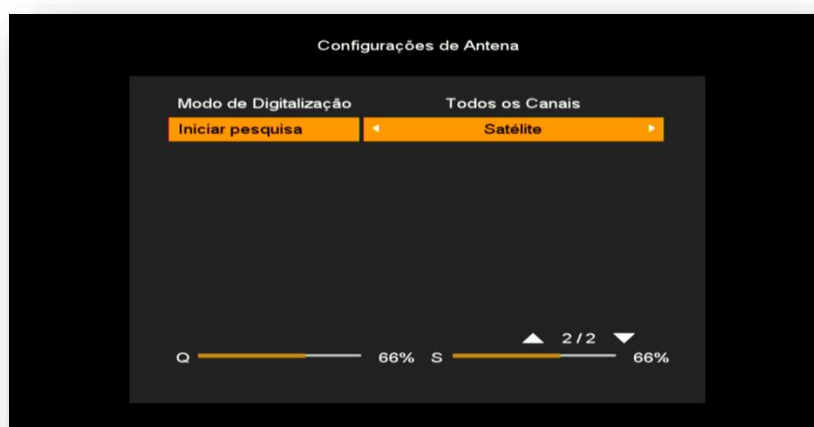 Configurações de Antena
Modo de Digitalização Todos os Canais
Iniciar pesquisa Satélite
2/2
Q 66% S 66%